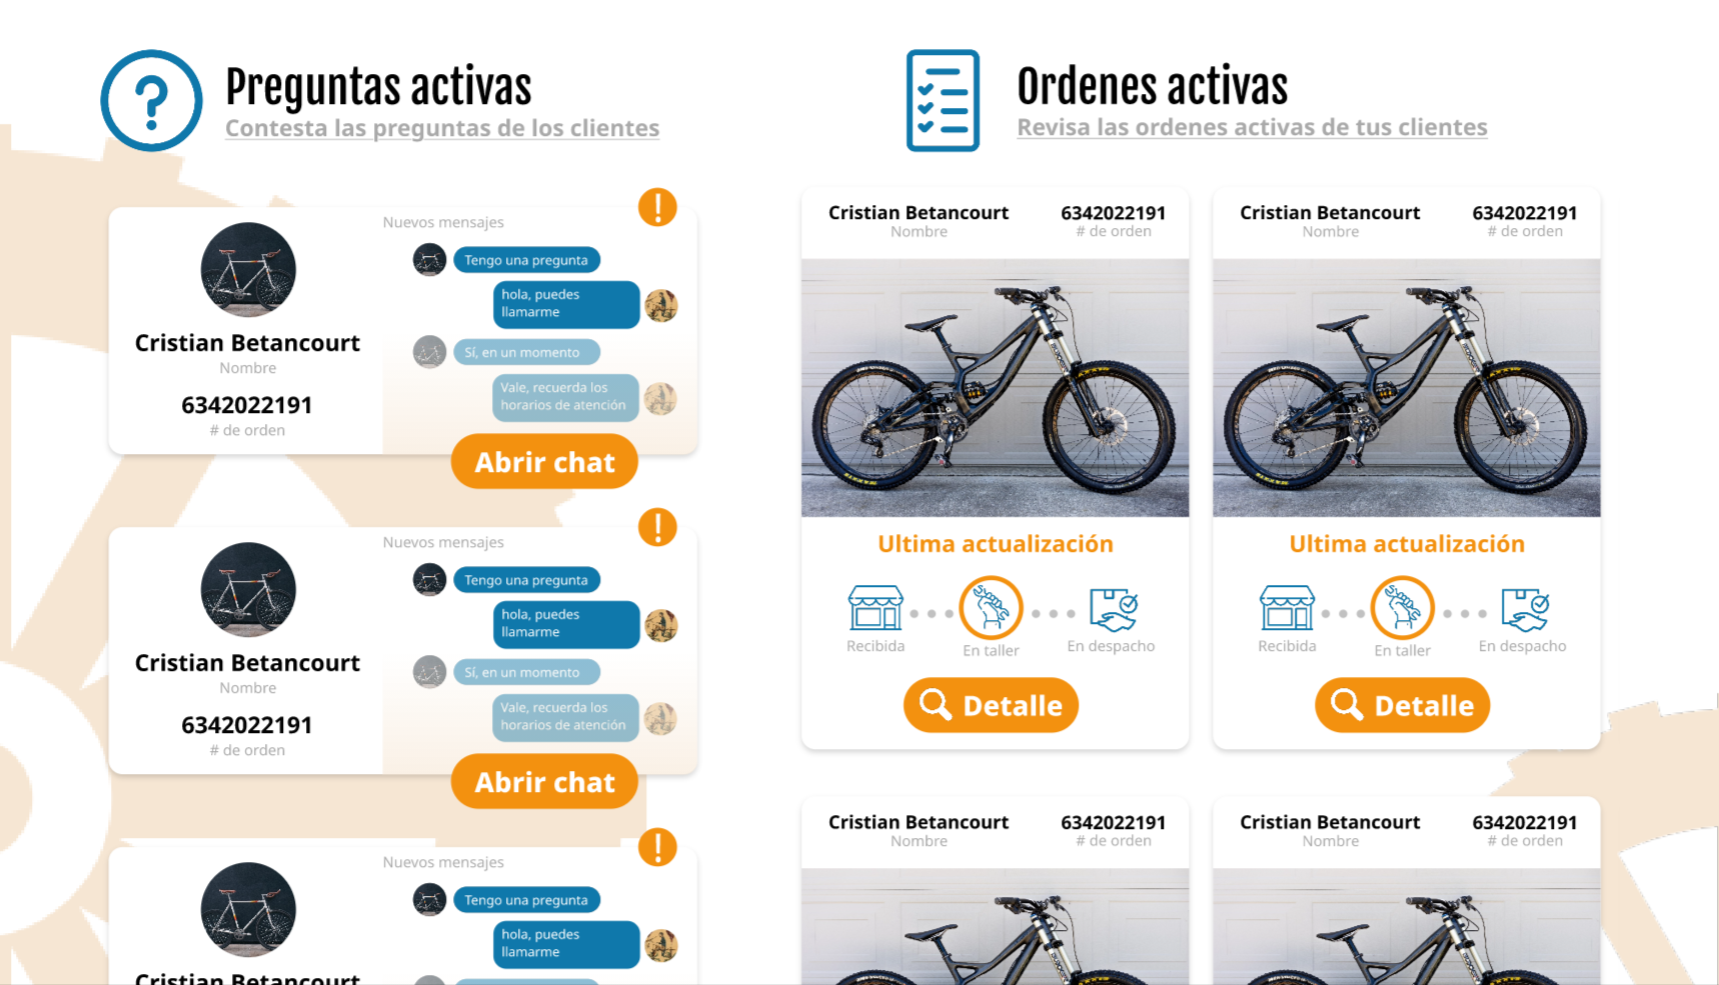 Preguntas activas
Contesta las preguntas de los clientes
Nuevos mensajes
Tengo una pregunta
hola, puedes
llamarme
Sí, en un momento
Vale, recuerda los
horarios de atención
Cristian Betancourt
Nombre
6342022191
# de orden
Abrir chat
Nuevos mensajes
Tengo una pregunta
hola, puedes
llamarme
Sí, en un momento
Vale, recuerda los
horarios de atención
Cristian Betancourt
Nombre
6342022191
# de orden
Abrir chat
Nuevos mensajes
Tengo una pregunta
hola, puedes
llamarme
Cristian Betancourt
Ordenes activas
Revisa las ordenes activas de tus clientes
Cristian Betancourt
Nombre
6342022191
# de orden
Ultima actualización
Recibida
En taller
En despacho
Detalle
Cristian Betancourt
Nombre
6342022191
# de orden
Ultima actualización
Recibida
En taller
En despacho
Detalle
Cristian Betancourt
Nombre
6342022191
# de orden
Cristian Betancourt
Nombre
6342022191
# de orden